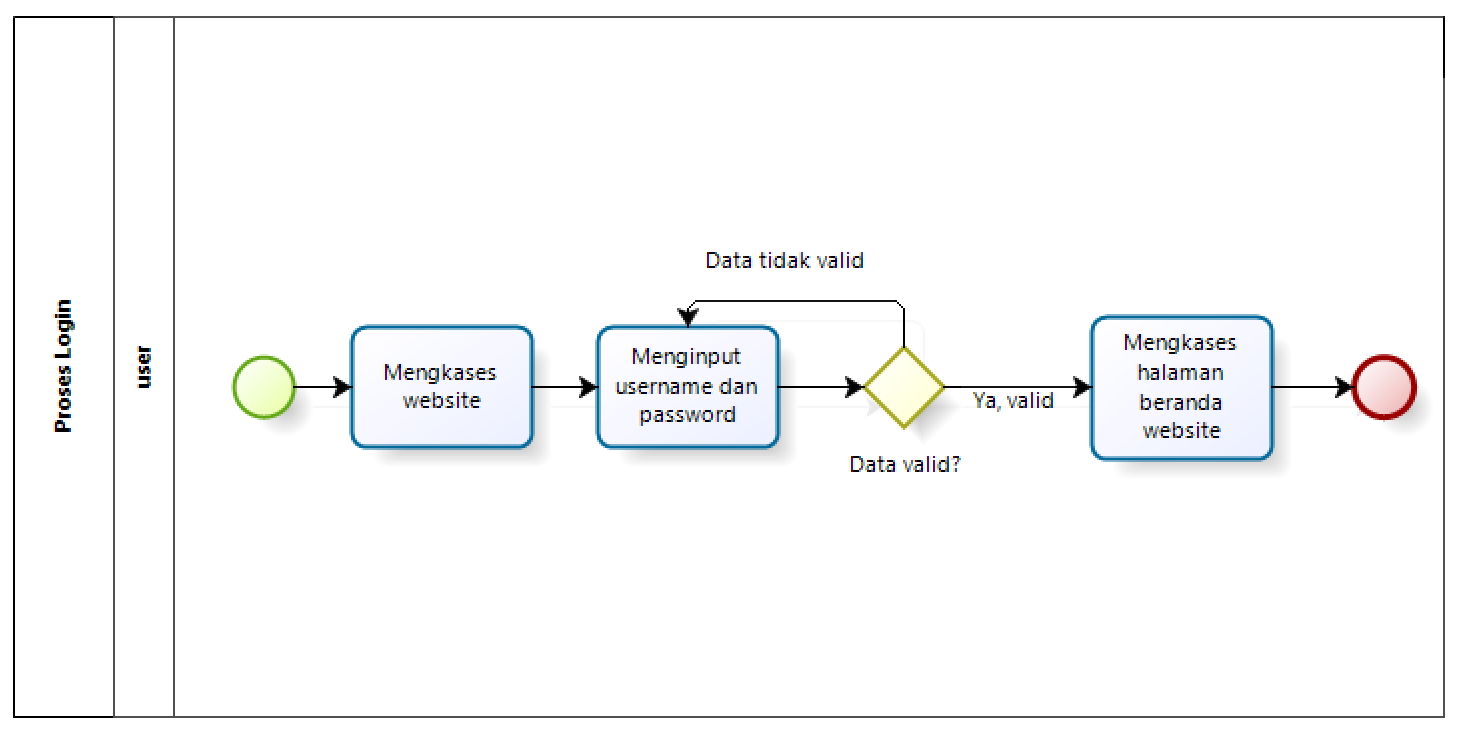 Proses Login
user
Data tidak valid
Mengkases
website
Menginput
username dan
password
Data valid?
Ya, valid
Mengkases
halaman
beranda
website